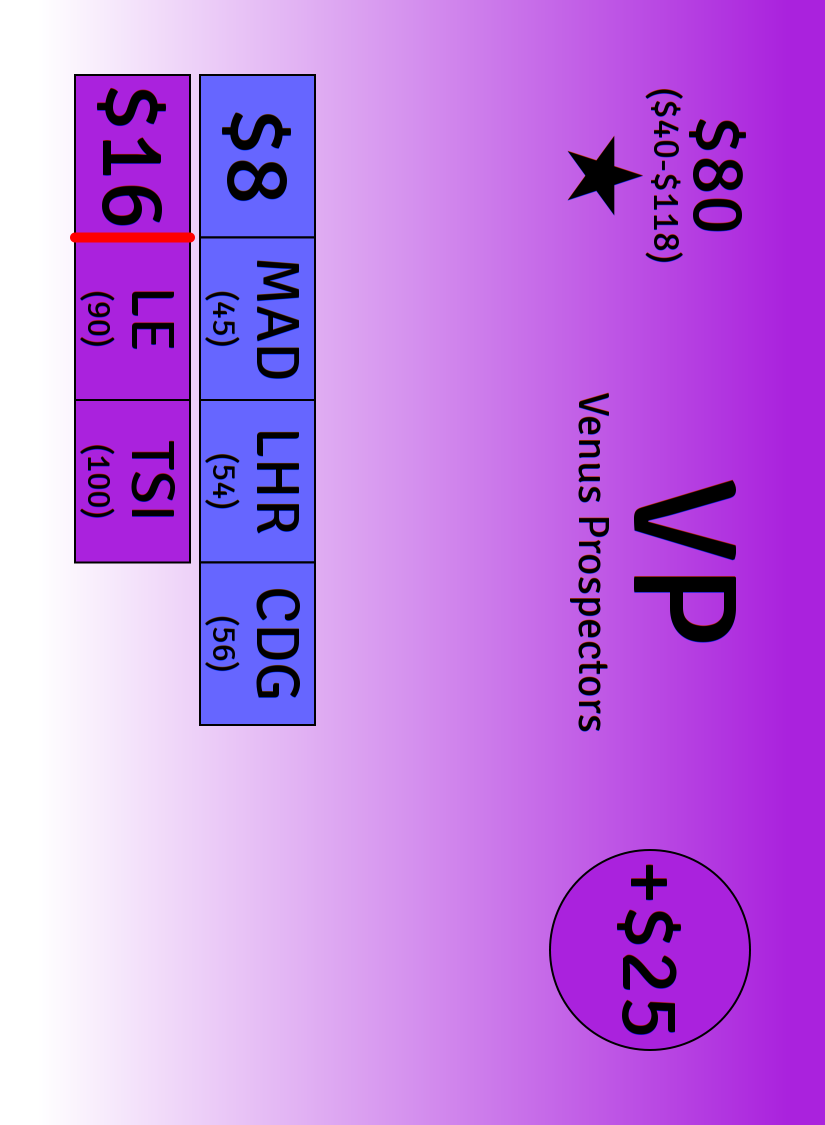 $80
($40-$118)
VP
Venus Prospectors
+$25
$8
MAD
(45)
LHR
(54)
CDG
(56)
$16
LE
(90)
TSI
(100)